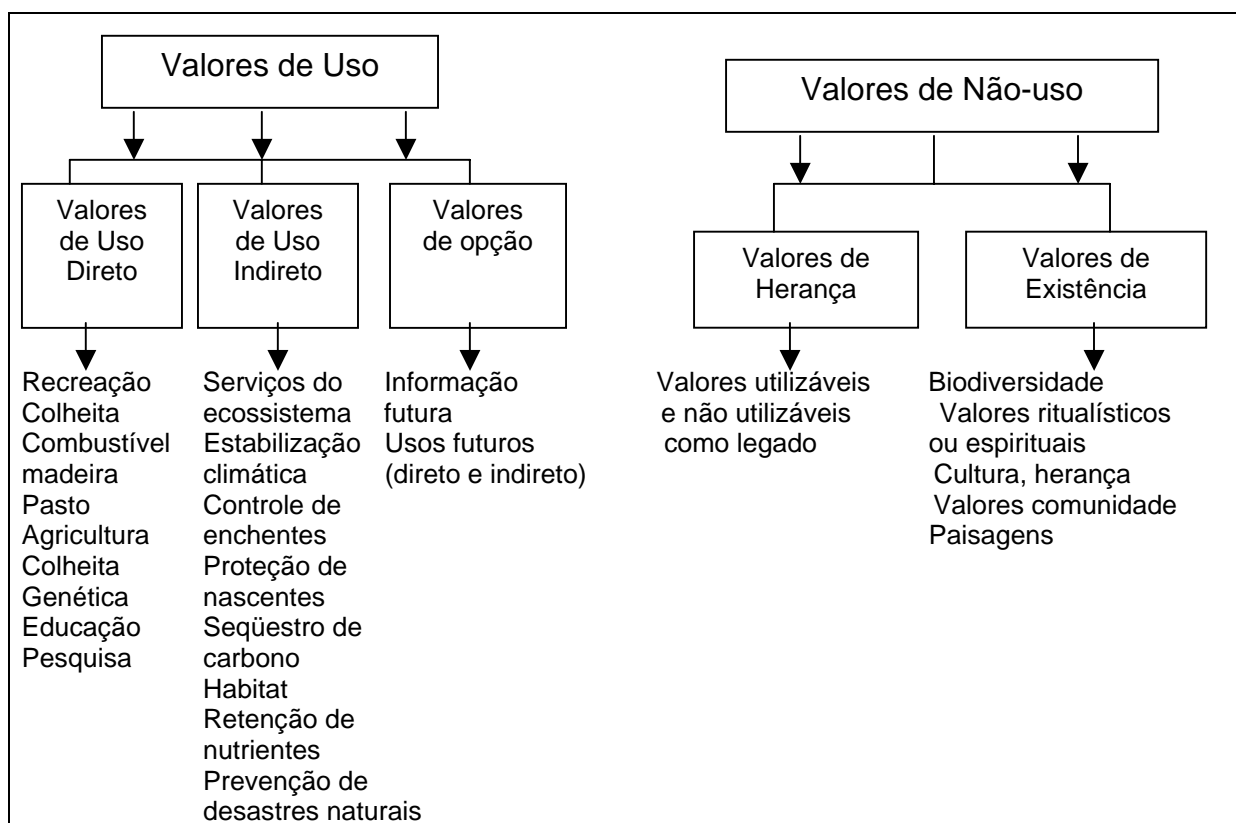 Valores de Uso
Valores
de Uso
Direto
Valores
de Uso
Indireto
Valores
de opção
Recreação
Colheita
Combustível
madeira
Pasto
Agricultura
Colheita
Genética
Educação
Pesquisa
Serviços do
ecossistema
Estabilização
climática
Controle de
enchentes
Proteção de
nascentes
Seqüestro de
carbono
Habitat
Retenção de
nutrientes
Prevenção de
desastres naturais
Informação
futura
Usos futuros
(direto e indireto)
Valores de Não-uso
Valores de
Herança
Valores de
Existência
Valores utilizáveis
e não utilizáveis
como legado
Biodiversidade
Valores ritualísticos
ou espirituais
Cultura, herança
Valores comunidade
Paisagens